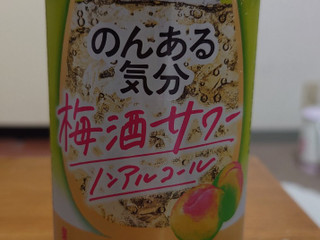 のんある
気分
梅酒サワー
ノンアルコール